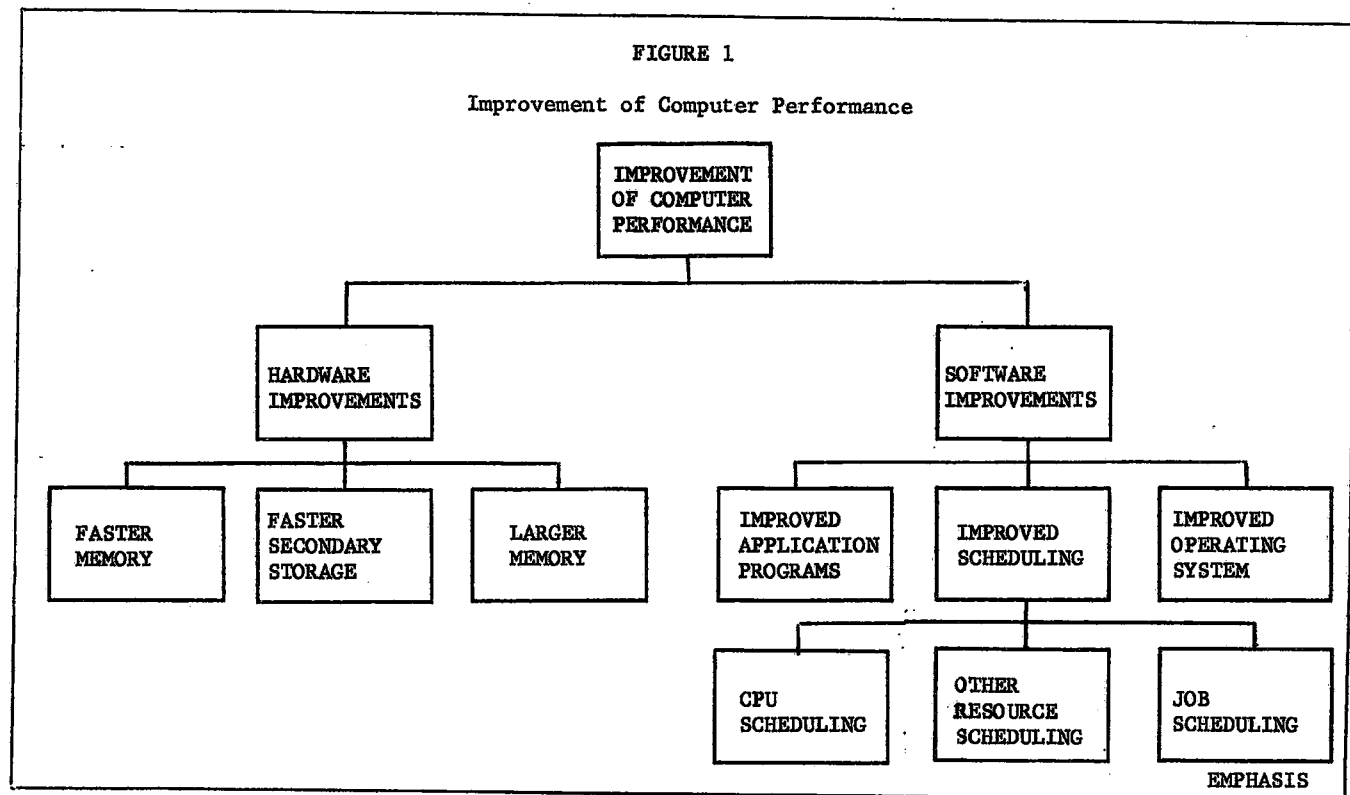 FIGURE 1
Improvement of Computer Performance
IMPROVEMENT
OF COMPUTER
PERFORMANCE
HARDWARE
IMPROVEMENTS
SOFTWARE
IMPROVEMENTS
FASTER
MEMORY
FASTER
SECONDARY
STORAGE
LARGER
MEMORY
IMPROVED
APPLICATION
PROGRAMS
IMPROVED
SCHEDULING
IMPROVED
OPERATING
SYSTEM
CPU
SCHEDULING
OTHER
RESOURCE
SCHEDULING
JOB
SCHEDULING
EMPHASIS